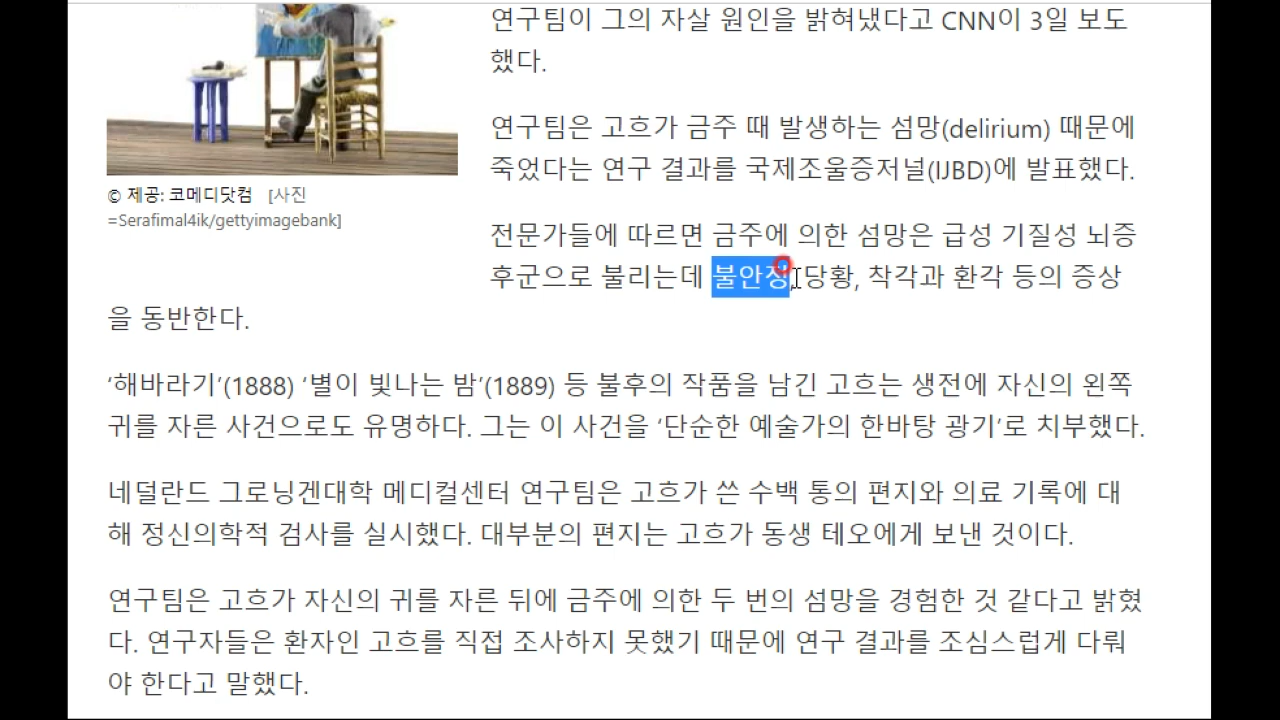 연구팀이 그의 자살 원인을 밝혀냈다고 CNN이 3일 보도
했다.
연구팀은 고흐가 금주 때 발생하는 섬망(delirium) 때문에
죽었다는 연구 결과를 국제조울증저널(IJBD)에 발표했다.
© 제공: 코메디닷컴 [사진
=Serafima14ik/gettyimagebank]
전문가들에 따르면 금주에 의한 섬망은 급성 기질성 뇌증
후군으로 불리는데 불안정, 당황, 착각과 환각 등의 증상
을 동반한다.
‘해바라기’(1888) ‘별이 빛나는 밤’(1889) 등 불후의 작품을 남긴 고흐는 생전에 자신의 왼쪽
귀를 자른 사건으로도 유명하다. 그는 이 사건을 ‘단순한 예술가의 한바탕 광기’로 치부했다.
네덜란드 그로닝겐대학 메디컬센터 연구팀은 고흐가 쓴 수백 통의 편지와 의료 기록에 대
해 정신의학적 검사를 실시했다. 대부분의 편지는 고흐가 동생 테오에게 보낸 것이다.
연구팀은 고흐가 자신의 귀를 자른 뒤에 금주에 의한 두 번의 섬망을 경험한 것 같다고 밝혔
다. 연구자들은 환자인 고흐를 직접 조사하지 못했기 때문에 연구 결과를 조심스럽게 다뤄
야 한다고 말했다.